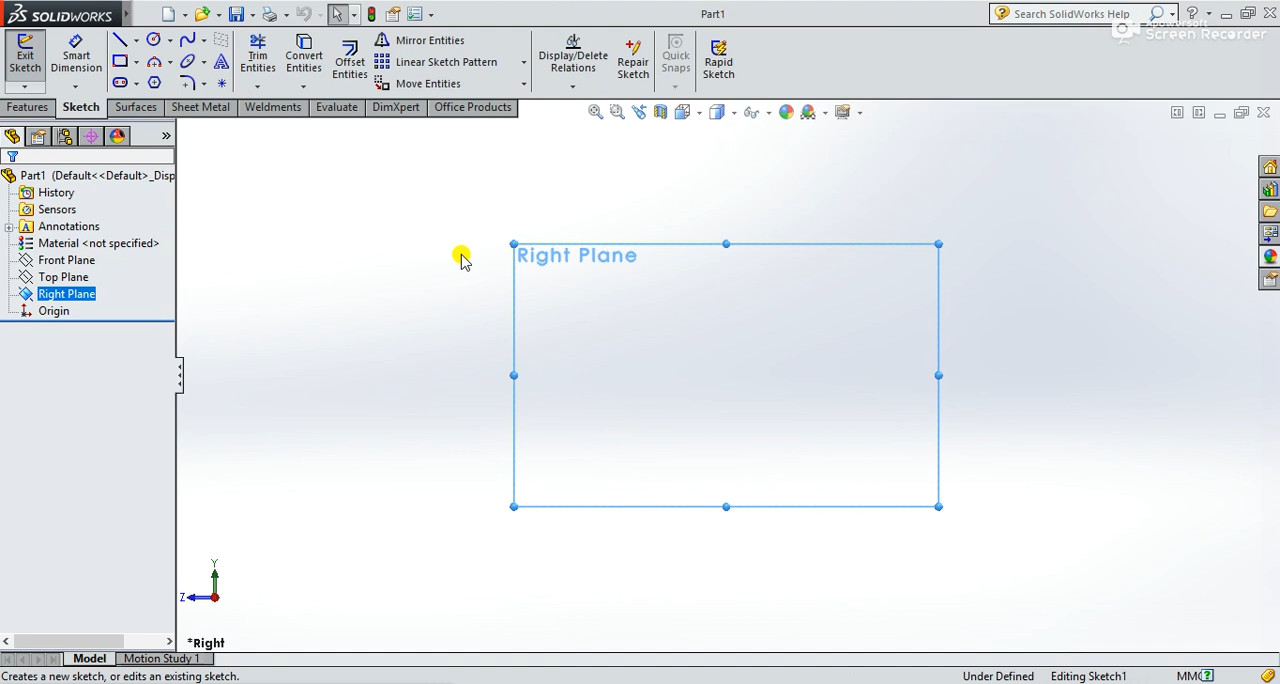 SOLIDWORKS
Part1
Search SolidWorks Help
Apowersoft
Screen Recorder
Exit Sketch
Smart Dimension
Trim Entities
Convert Entities
Offset Entities
Mirror Entities
Linear Sketch Pattern
Move Entities
Display/Delete Relations
Repair Sketch
Quick Snaps
Rapid Sketch
Features
Sketch
Surfaces
Sheet Metal
Weldments
Evaluate
DimXpert
Office Products
Part1 (Default<<Default>_Disp
History
Sensors
A Annotations
Material <not specified>
Front Plane
Top Plane
Right Plane
Origin
Right Plane
Y
Z
*Right
Model
Motion Study 1
Creates a new sketch, or edits an existing sketch.
Under Defined
Editing Sketch1
MMG